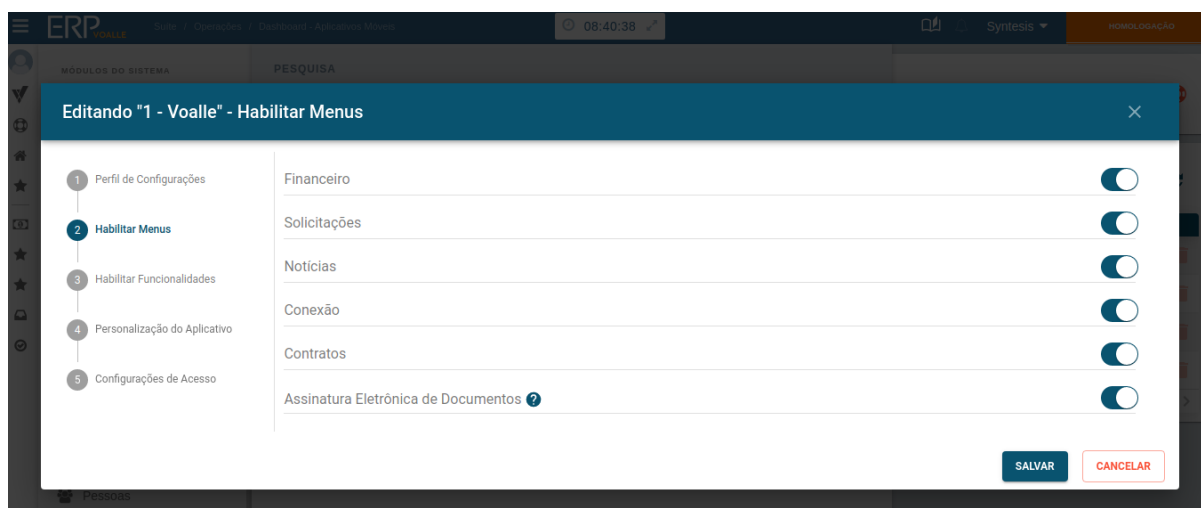 ERP VOALLE Suite / Operações / Dashboard - Aplicativos Móveis 08:40:38 Syntesis HOMOLOGAÇÃO
MÓDULOS DO SISTEMA PESQUISA
Editando "1 - Voalle" - Habilitar Menus
1 Perfil de Configurações
2 Habilitar Menus
3 Habilitar Funcionalidades
4 Personalização do Aplicativo
5 Configurações de Acesso
Financeiro
Solicitações
Notícias
Conexão
Contratos
Assinatura Eletrônica de Documentos ?
SALVAR CANCELAR
Pessoas